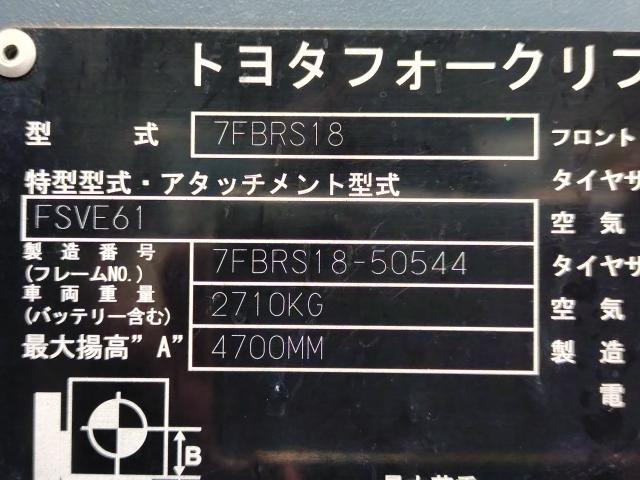 トヨタフォークリフ
型 式 7FBRS18 フロント
特型型式・アタッチメント型式 タイヤサ
FSVE61 空 気
製造番号 (フレームNO.) 7FBRS18-50544 タイヤサ
車両重量 (バッテリー含む) 2710KG 空 気
最大揚高"A" 4700MM 製 造
電
B